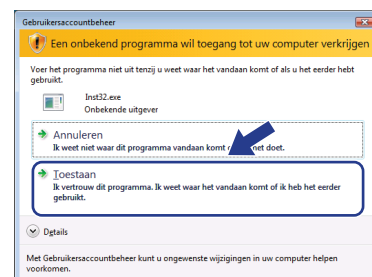 Gebruikersaccountbeheer
Een onbekend programma wil toegang tot uw computer verkrijgen
Voer het programma niet uit tenzij u weet waar het vandaan komt of als u het eerder hebt
gebruikt.
Inst32.exe
Onbekende uitgever
Annuleren
Ik weet niet waar dit programma vandaan komt het doet.
Toestaan
Ik vertrouw dit programma. Ik weet waar het vandaan komt of ik heb het eerder
gebruikt.
Details
Met Gebruikersaccountbeheer kunt u ongewenste wijzigingen in uw computer helpen
voorkomen.